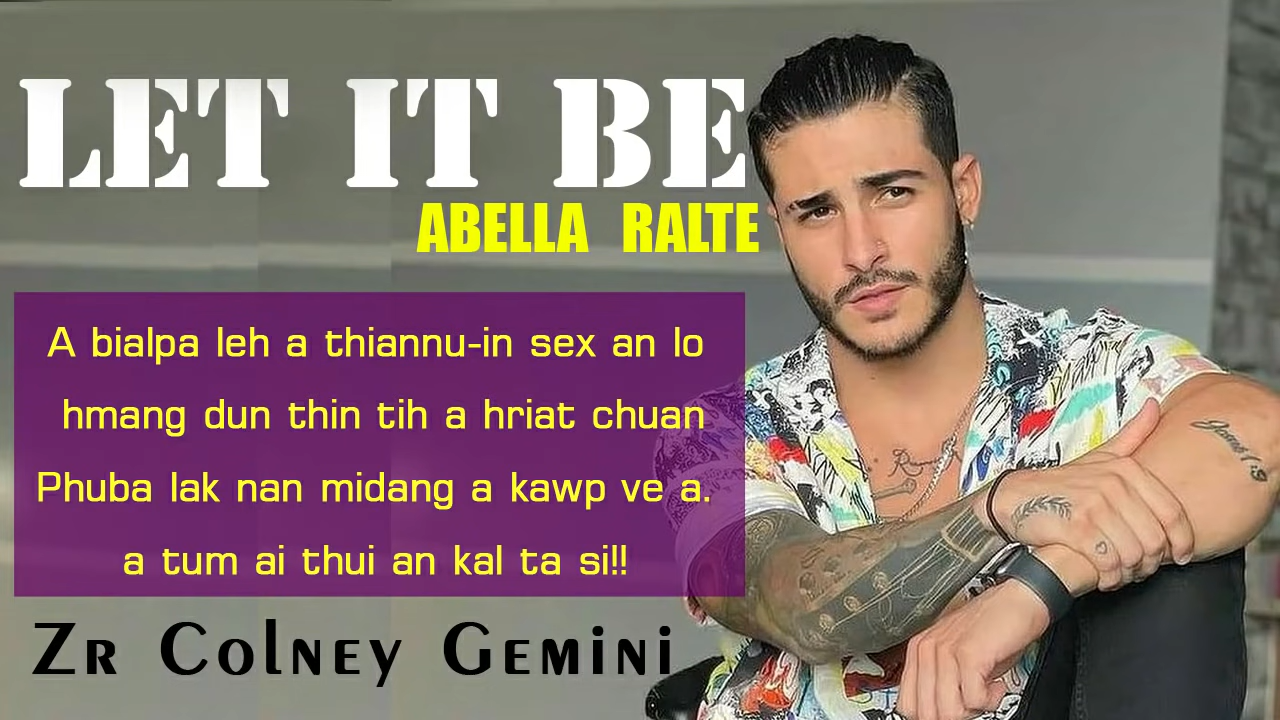 LET IT BE
ABELLA RALTE
A bialpa leh a thiannu-in sex an lo
hmang dun thin tih a hriat chuan
Phuba lak nan midang a kawp ve a.
a tum ai thui an kal ta si!!
Zr Colney Gemini